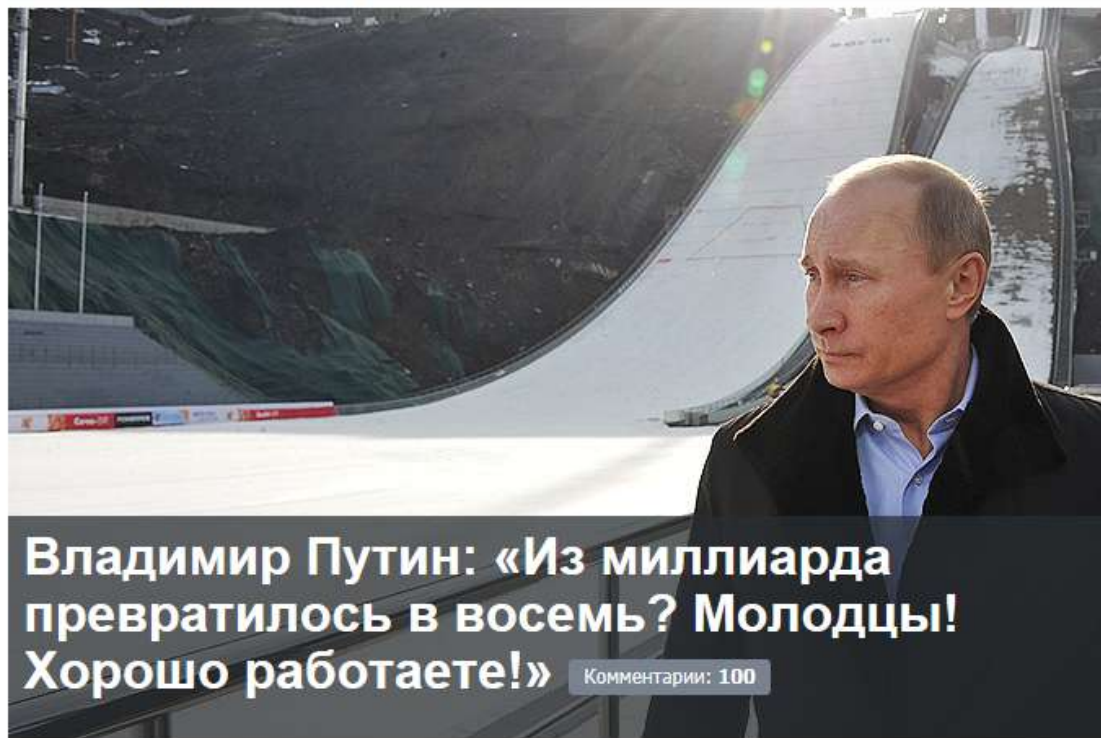 Владимир Путин: «Из миллиарда
превратилось в восемь? Молодцы!
Хорошо работаете!» Комментарии: 100